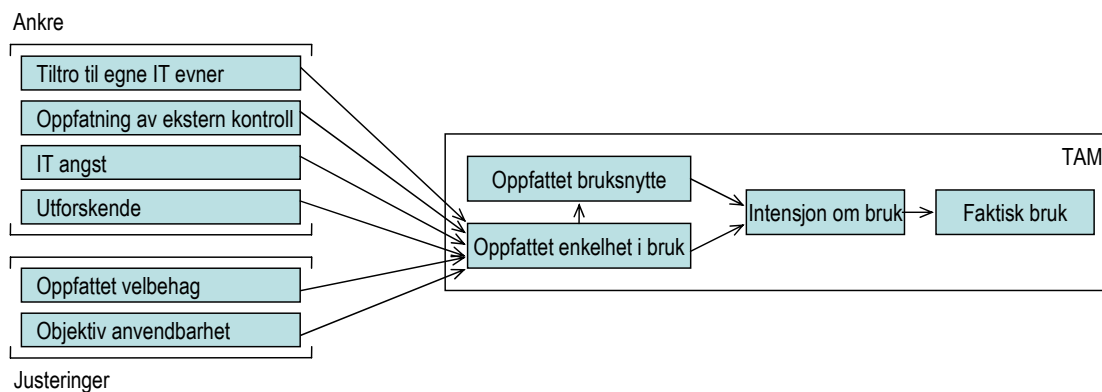 Ankre
Tiltro til egne IT evner
Oppfatning av ekstern kontroll
IT angst
Utforskende
Oppfattet velbehag
Objektiv anvendbarhet
Justeringer
TAM
Oppfattet bruksnytte
Oppfattet enkelhet i bruk
Intensjon om bruk
Faktisk bruk